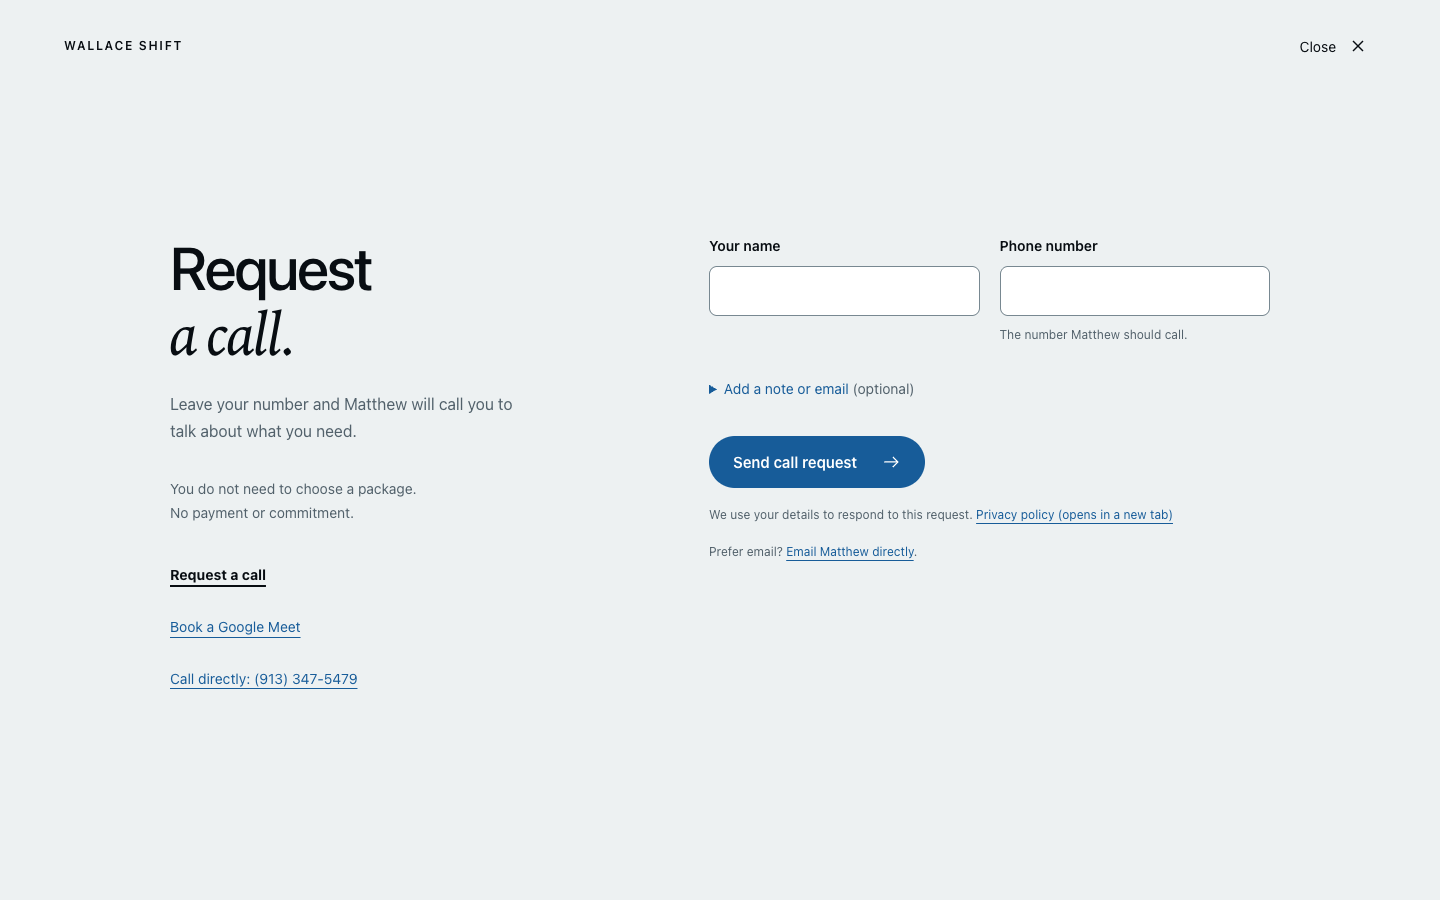 WALLACE SHIFT
Close
Request
a call.
Leave your number and Matthew will call you to
talk about what you need.
You do not need to choose a package.
No payment or commitment.
Request a call
Book a Google Meet
Call directly: (913) 347-5479
Your name
Phone number
The number Matthew should call.
Add a note or email (optional)
Send call request
We use your details to respond to this request. Privacy policy (opens in a new tab)
Prefer email? Email Matthew directly.